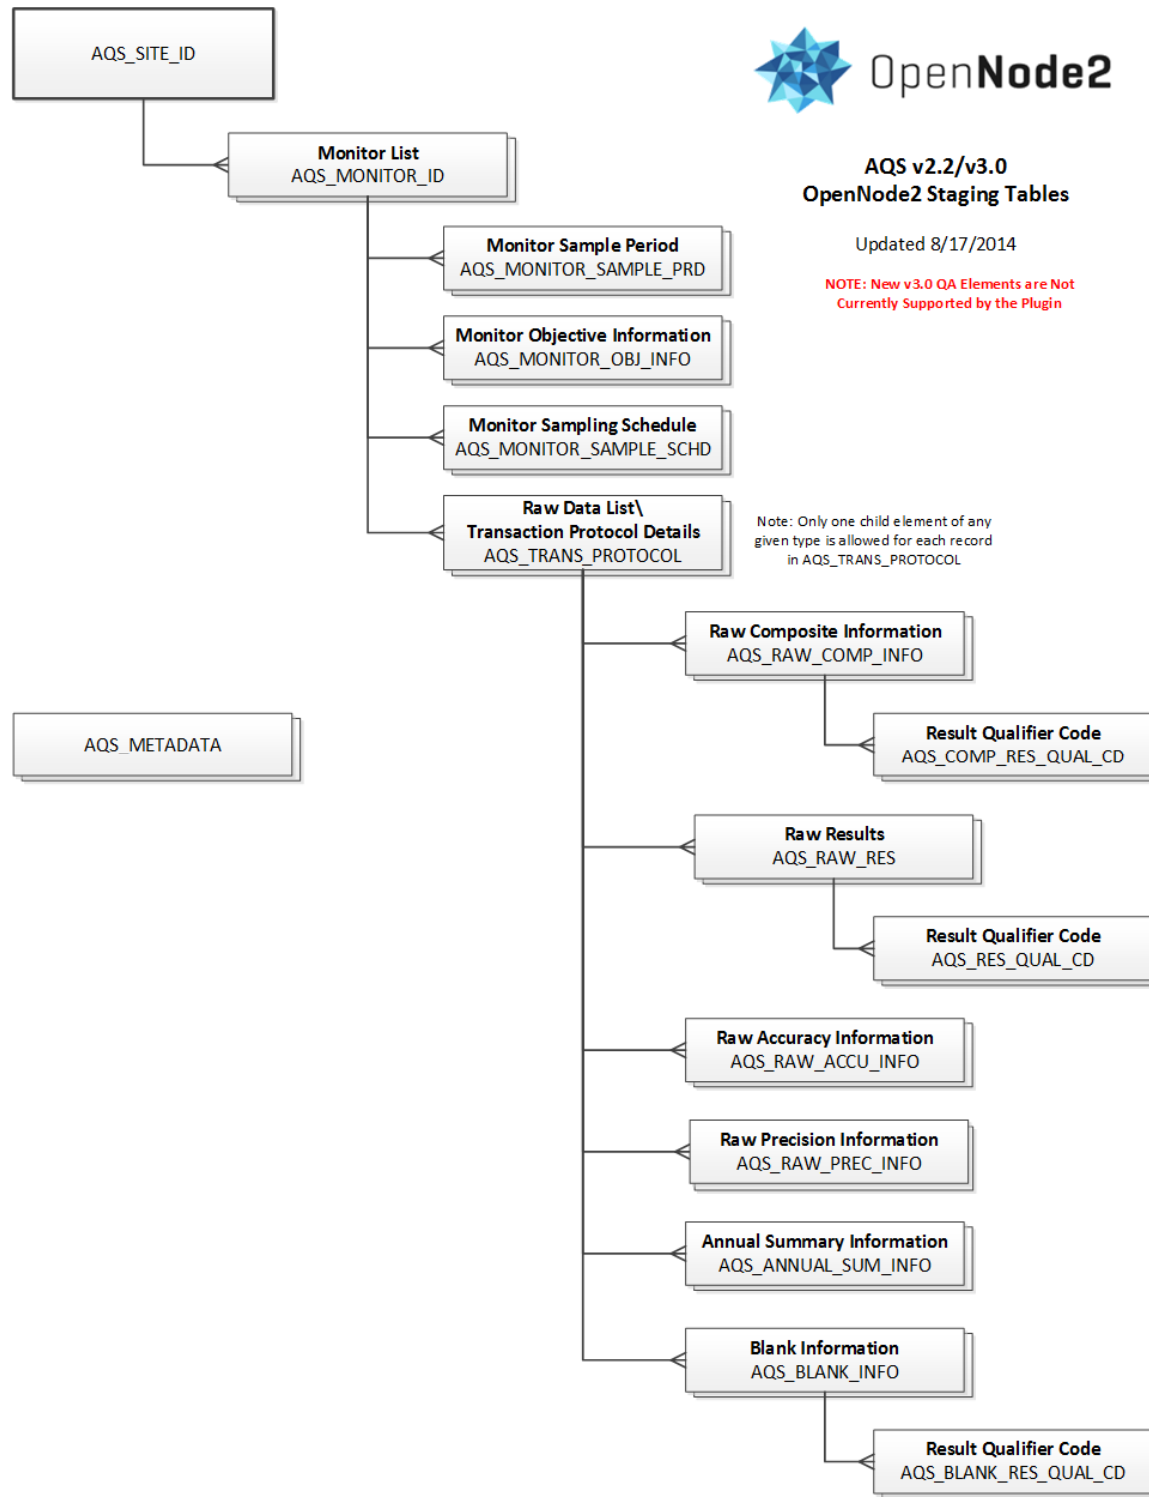 AQS_SITE_ID
OpenNode2
Monitor List
AQS_MONITOR_ID
AQS v2.2/v3.0
OpenNode2 Staging Tables
Updated 8/17/2014
NOTE: New v3.0 QA Elements are Not
Currently Supported by the Plugin
Monitor Sample Period
AQS_MONITOR_SAMPLE_PRD
Monitor Objective Information
AQS_MONITOR_OBJ_INFO
Monitor Sampling Schedule
AQS_MONITOR_SAMPLE_SCHD
Raw Data List\
Transaction Protocol Details
AQS_TRANS_PROTOCOL
Note: Only one child element of any
given type is allowed for each record
in AQS_TRANS_PROTOCOL
Raw Composite Information
AQS_RAW_COMP_INFO
AQS_METADATA
Result Qualifier Code
AQS_COMP_RES_QUAL_CD
Raw Results
AQS_RAW_RES
Result Qualifier Code
AQS_RES_QUAL_CD
Raw Accuracy Information
AQS_RAW_ACCU_INFO
Raw Precision Information
AQS_RAW_PREC_INFO
Annual Summary Information
AQS_ANNUAL_SUM_INFO
Blank Information
AQS_BLANK_INFO
Result Qualifier Code
AQS_BLANK_RES_QUAL_CD